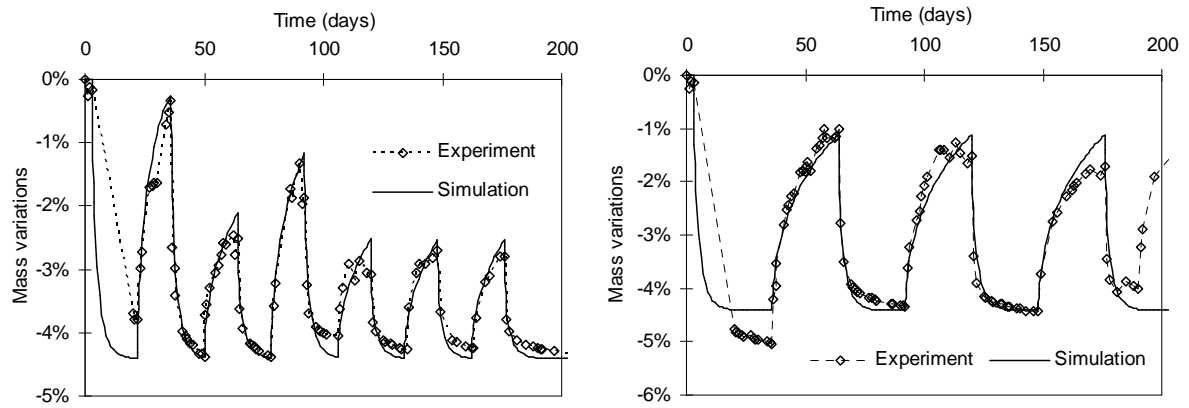 Time (days)
0 50 100 150 200
0%
-1%
-2%
-3%
-4%
-5%
Mass variations
Experiment
Simulation
Time (days)
0 50 100 150 200
0%
-1%
-2%
-3%
-4%
-5%
-6%
Mass variations
Experiment Simulation